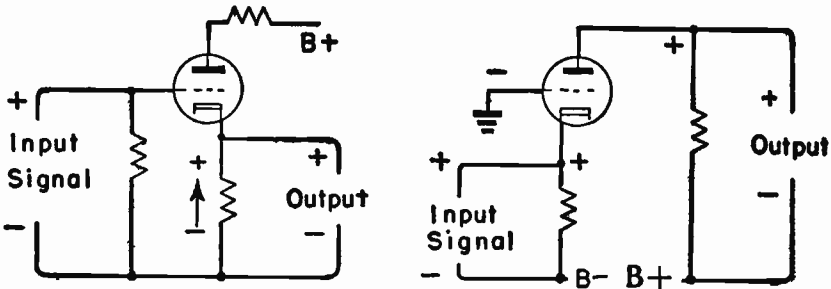 B+
+
Input
Signal
-
+
-
+
Output
-
-
+
+
Input
Signal
-
+
B- B+
+
+
Output
-